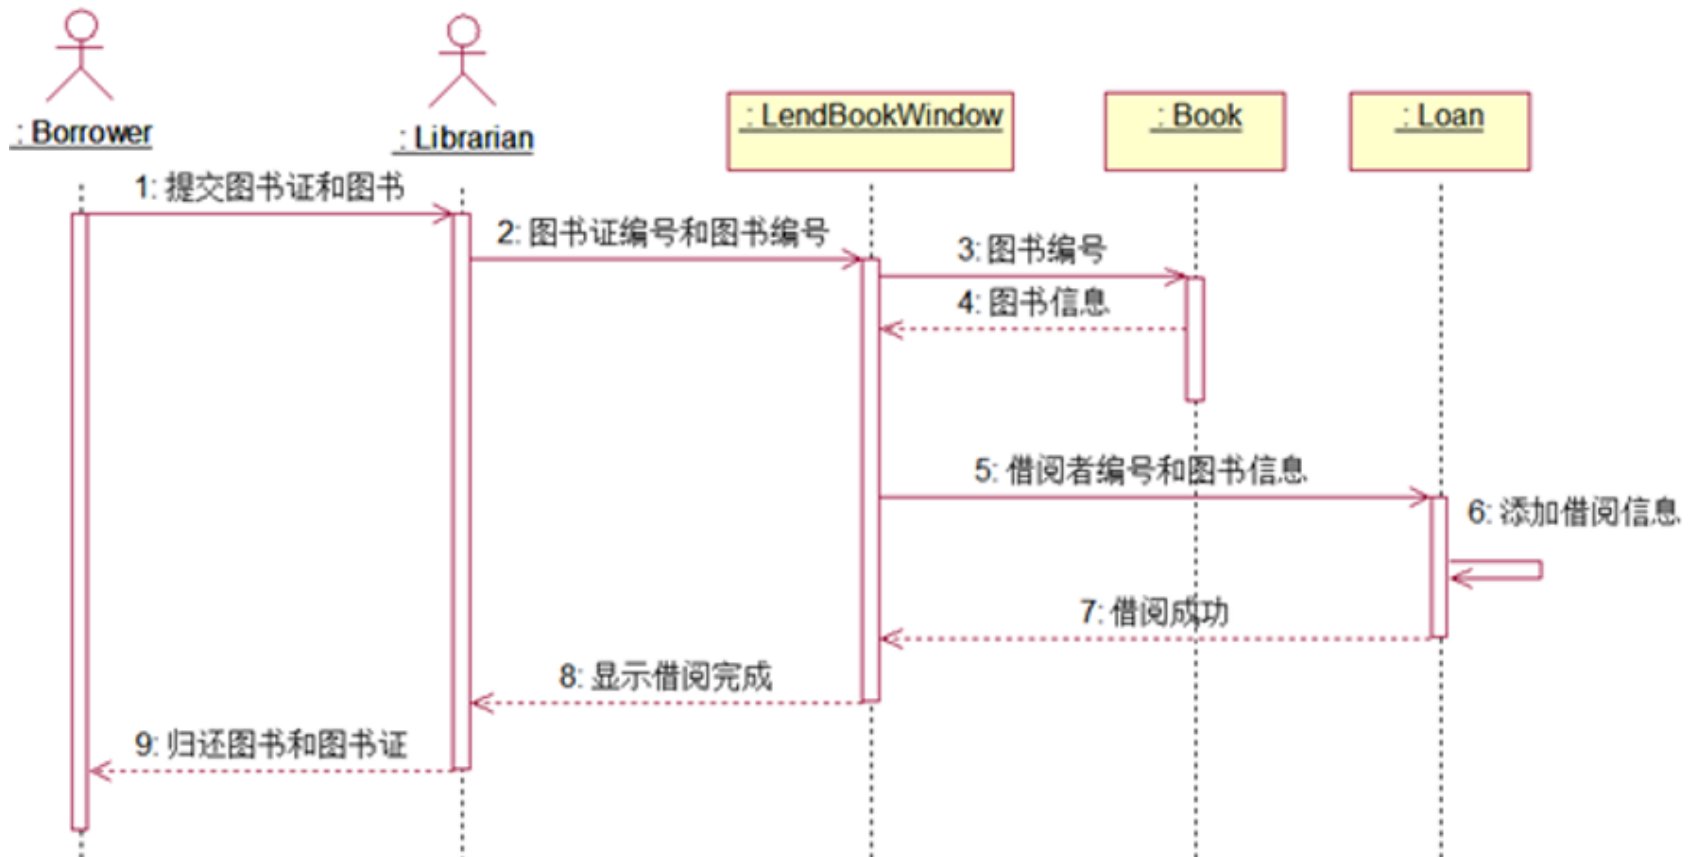 : Borrower
: Librarian
: LendBookWindow
: Book
: Loan
1: 提交图书证和图书
2: 图书证编号和图书编号
3: 图书编号
4: 图书信息
5: 借阅者编号和图书信息
6: 添加借阅信息
7: 借阅成功
8: 显示借阅完成
9: 归还图书和图书证